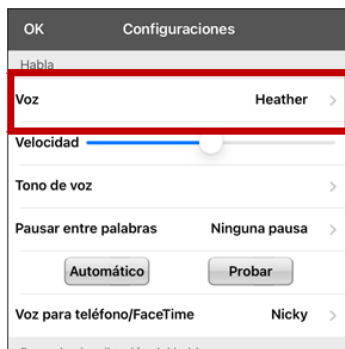 OK Configuraciones
Habla
Voz Heather
Velocidad
Tono de voz
Pausar entre palabras Ninguna pausa
Automático Probar
Voz para teléfono/FaceTime Nicky